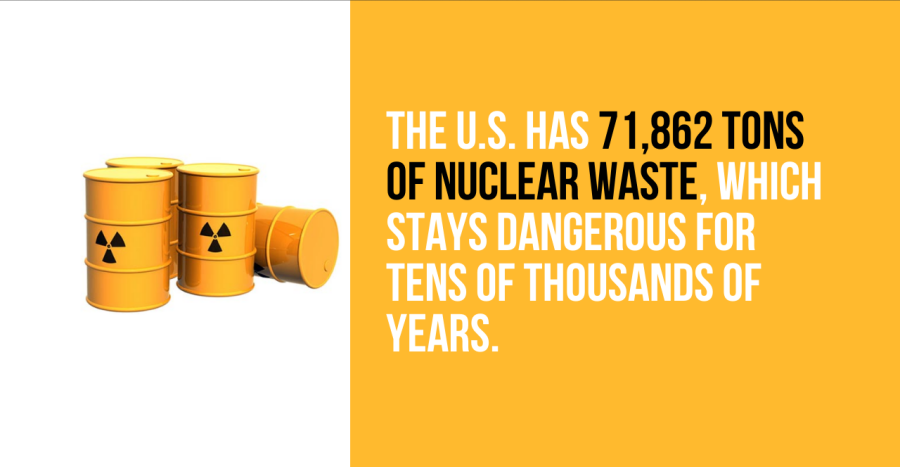 THE U.S. HAS 71,862 TONS
OF NUCLEAR WASTE, WHICH
STAYS DANGEROUS FOR
TENS OF THOUSANDS OF
YEARS.